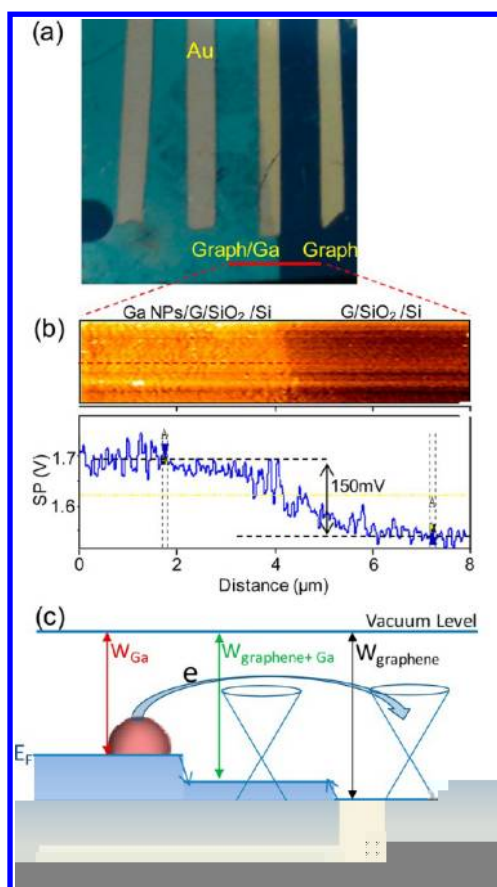 (a)
Au
Graph/Ga Graph
(b)
Ga NPs/G/SiO2 /Si G/SiO2 /Si
SP (V)
1.7
1.6
150mV
0 2 4 6 8
Distance (μm)
(c)
Vacuum Level
WGa
e
Wgraphene+ Ga
Wgraphene
EF